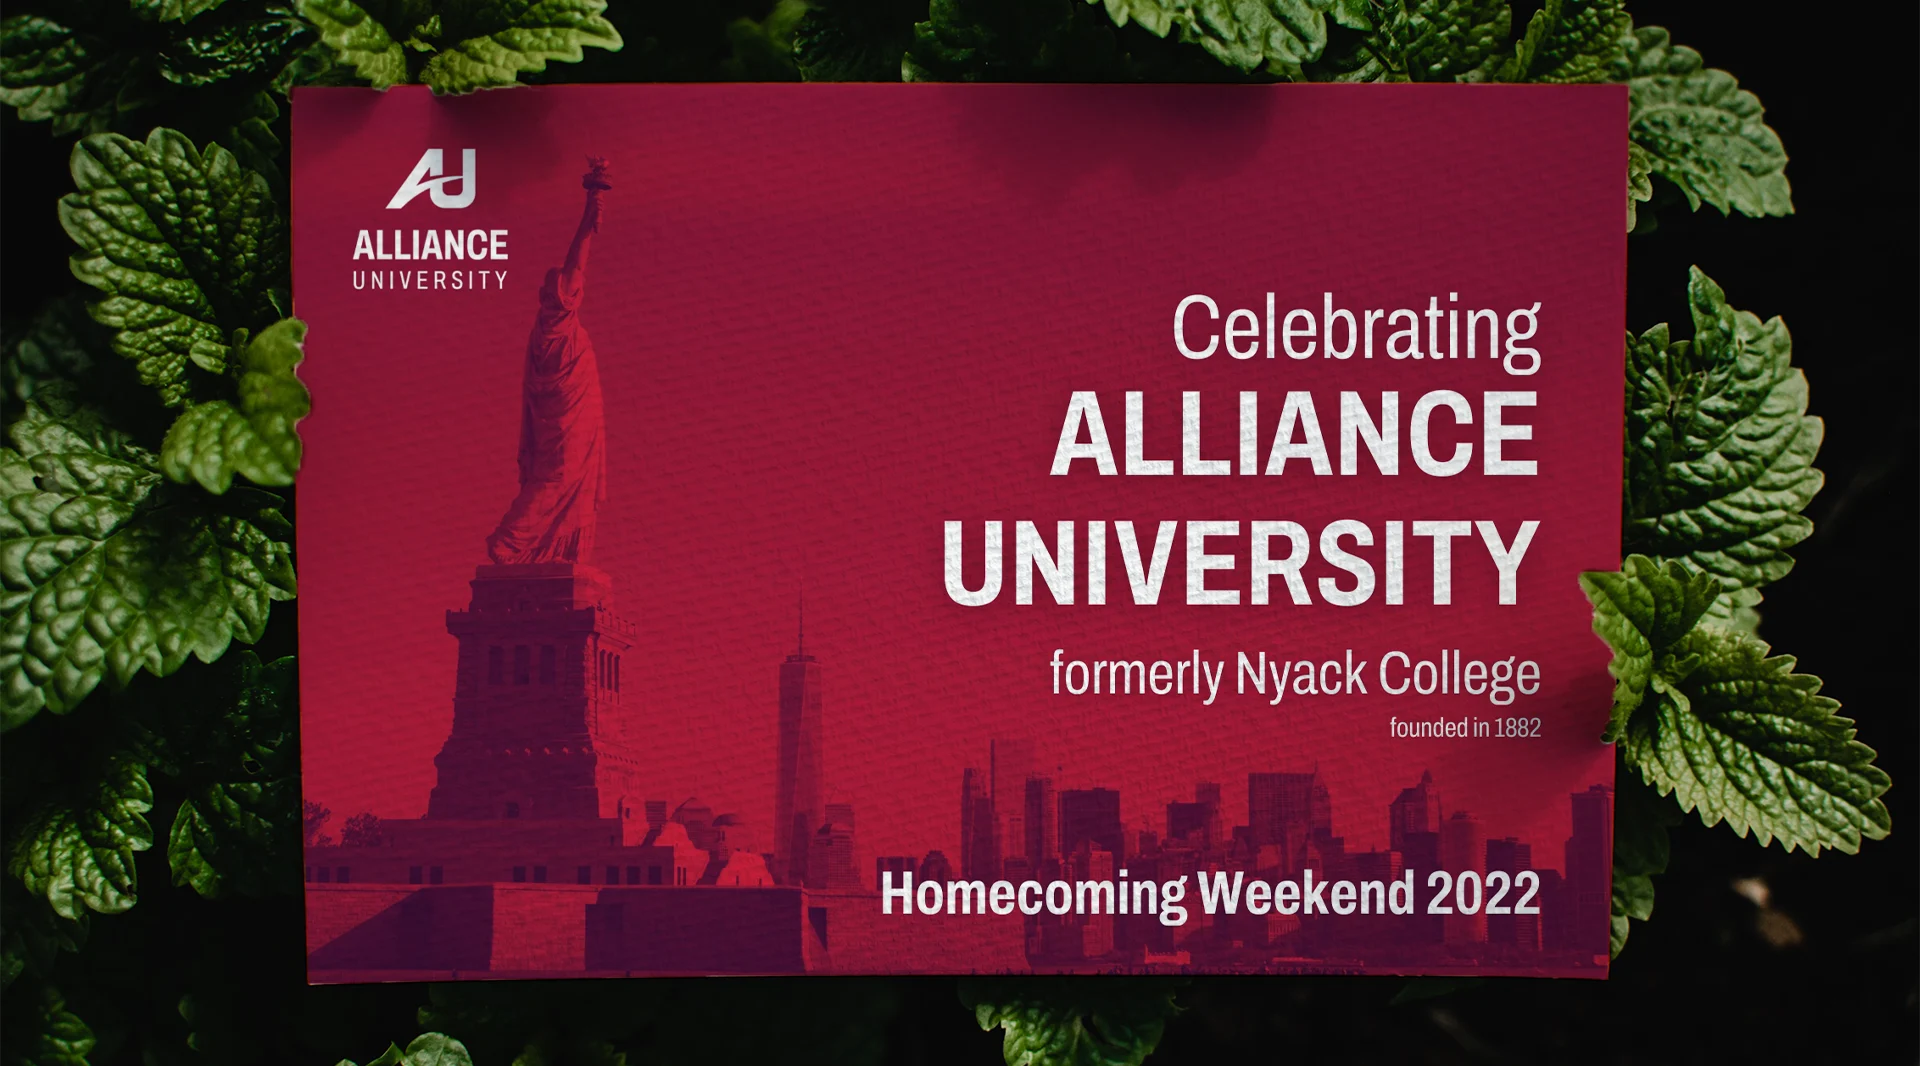 ALLIANCE
UNIVERSITY
Celebrating
ALLIANCE
UNIVERSITY
formerly Nyack College
founded in 1882
Homecoming Weekend 2022